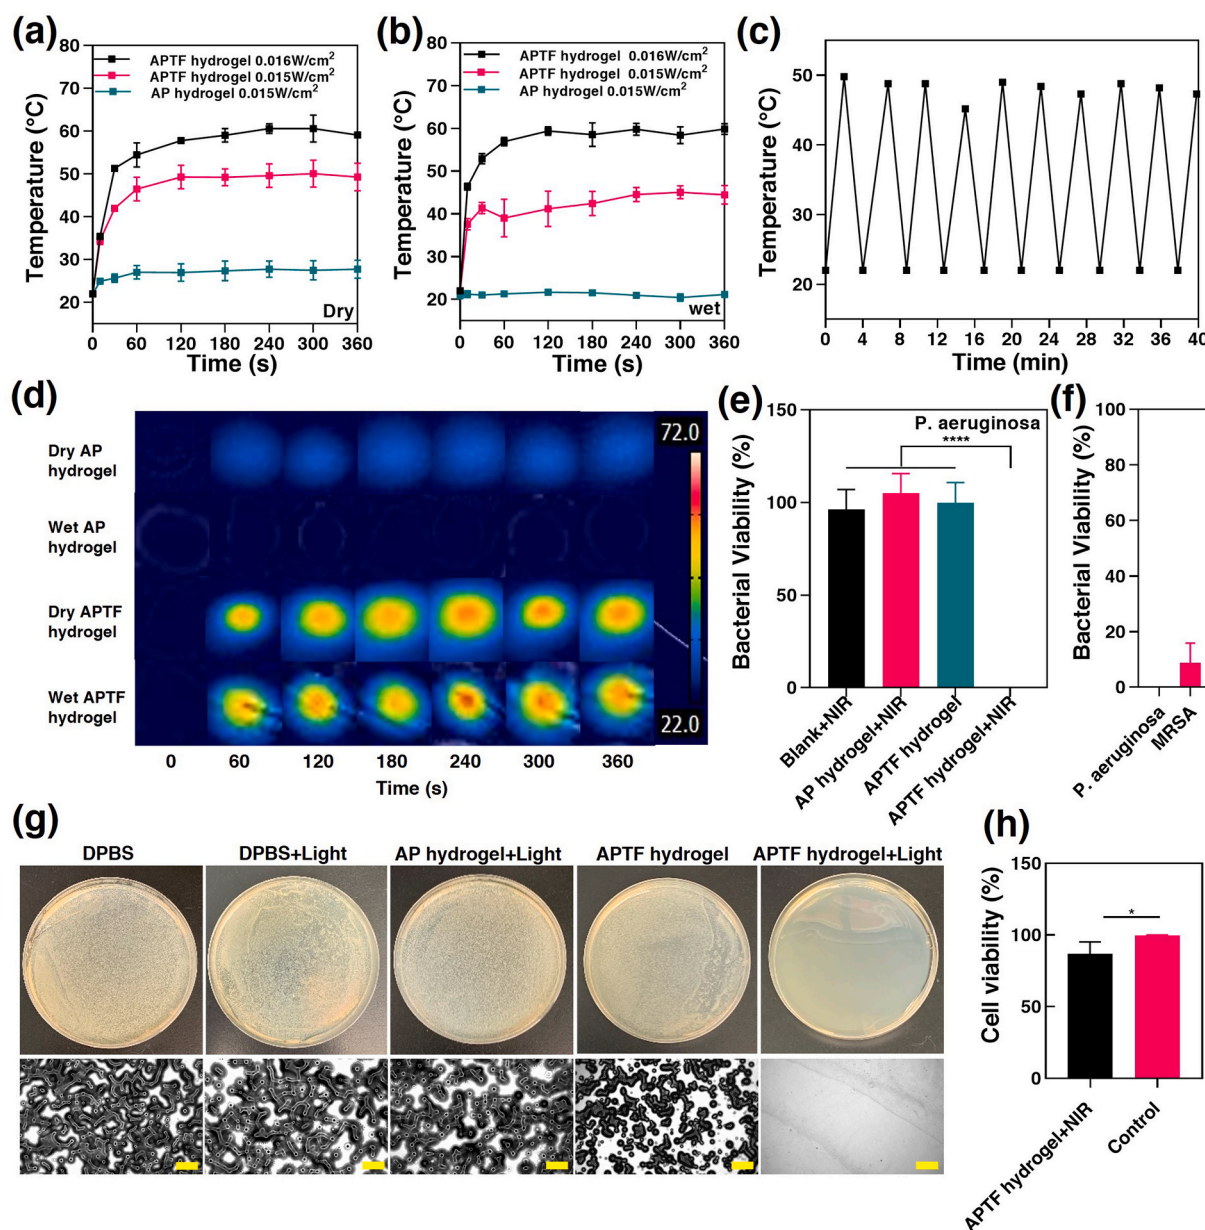 (a)
80
70
60
50
40
30
20
Temperature (°C)
APTF hydrogel 0.016W/cm²
APTF hydrogel 0.015W/cm²
AP hydrogel 0.015W/cm²
Dry
0 60 120 180 240 300 360
Time (s)
(b)
80
70
60
50
40
30
20
Temperature (°C)
APTF hydrogel 0.016W/cm²
APTF hydrogel 0.015W/cm²
AP hydrogel 0.015W/cm²
wet
0 60 120 180 240 300 360
Time (s)
(c)
50
40
30
20
Temperature (°C)
0 4 8 12 16 20 24 28 32 36 40
Time (min)
(d)
Dry AP
hydrogel
Wet AP
hydrogel
Dry APTF
hydrogel
Wet APTF
hydrogel
72.0
22.0
0 60 120 180 240 300 360
Time (s)
(e)
150
100
50
0
Bacterial Viability (%)
P. aeruginosa
****
Blank+NIR
AP hydrogel+NIR
APTF hydrogel
APTF hydrogel+NIR
(f)
100
80
60
40
20
0
Bacterial Viability (%)
P. aeruginosa
MRSA
(g)
DPBS
DPBS+Light
AP hydrogel+Light
APTF hydrogel
APTF hydrogel+Light
(h)
150
100
50
0
Cell viability (%)
*
APTF hydrogel+NIR
Control